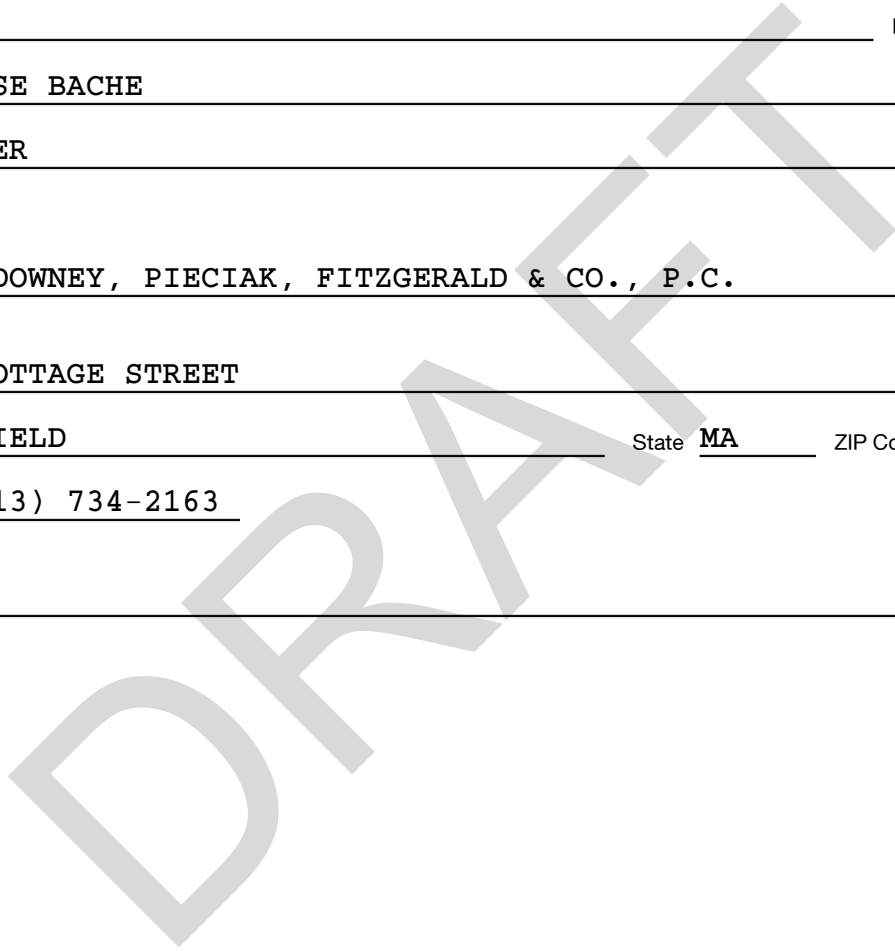 SE BACHE
ER
DOWNEY, PIECIAK, FITZGERALD & CO., P.C.
OTTAGE STREET
IELD State MA ZIP Co
13) 734-2163
DRAFT